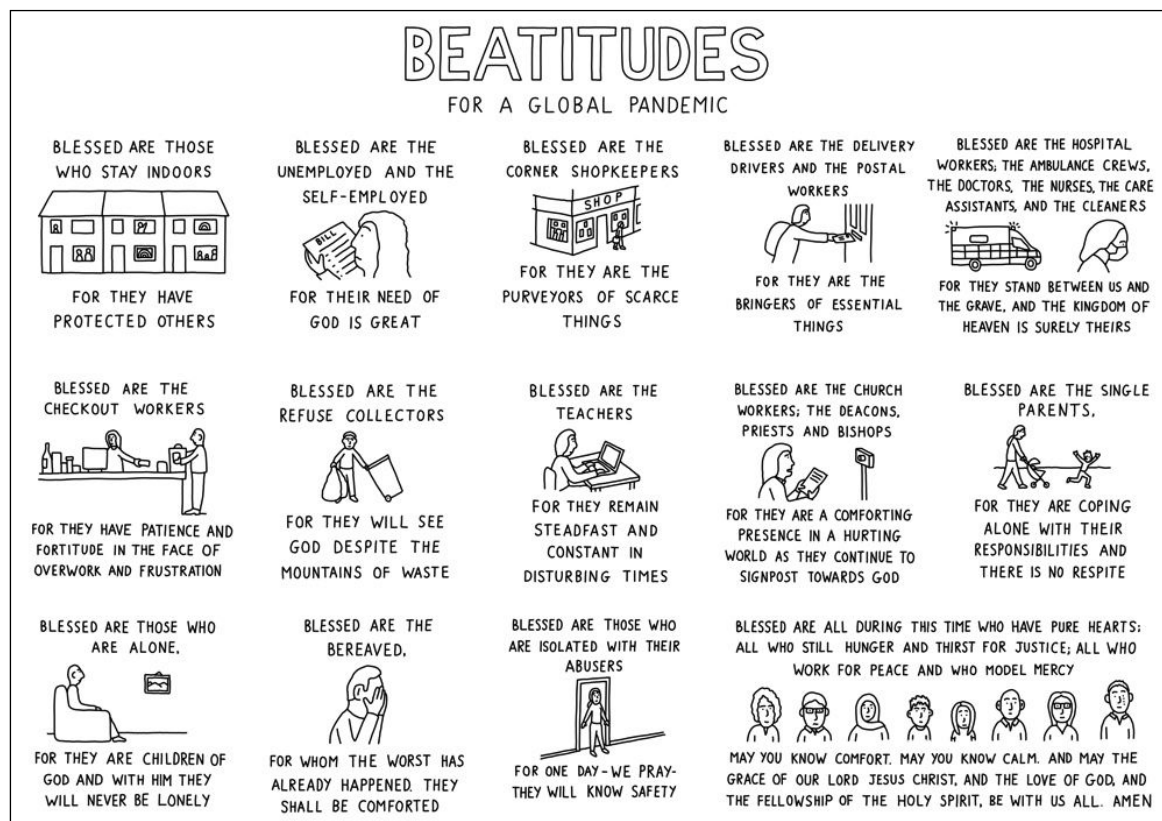 BEATITUDES
FOR A GLOBAL PANDEMIC
BLESSED ARE THOSE
WHO STAY INDOORS
FOR THEY HAVE
PROTECTED OTHERS
BLESSED ARE THE
UNEMPLOYED AND THE
SELF-EMPLOYED
BILL
FOR THEIR NEED OF
GOD IS GREAT
BLESSED ARE THE
CORNER SHOPKEEPERS
SHOP
FOR THEY ARE THE
PURVEYORS OF SCARCE
THINGS
BLESSED ARE THE DELIVERY
DRIVERS AND THE POSTAL
WORKERS
FOR THEY ARE THE
BRINGERS OF ESSENTIAL
THINGS
BLESSED ARE THE HOSPITAL
WORKERS; THE AMBULANCE CREWS,
THE DOCTORS, THE NURSES, THE CARE
ASSISTANTS, AND THE CLEANERS
FOR THEY STAND BETWEEN US AND
THE GRAVE, AND THE KINGDOM OF
HEAVEN IS SURELY THEIRS
BLESSED ARE THE
CHECKOUT WORKERS
FOR THEY HAVE PATIENCE AND
FORTITUDE IN THE FACE OF
OVERWORK AND FRUSTRATION
BLESSED ARE THE
REFUSE COLLECTORS
FOR THEY WILL SEE
GOD DESPITE THE
MOUNTAINS OF WASTE
BLESSED ARE THE
TEACHERS
FOR THEY REMAIN
STEADFAST AND
CONSTANT IN
DISTURBING TIMES
BLESSED ARE THE CHURCH
WORKERS; THE DEACONS,
PRIESTS AND BISHOPS
FOR THEY ARE A COMFORTING
PRESENCE IN A HURTING
WORLD AS THEY CONTINUE TO
SIGNPOST TOWARDS GOD
BLESSED ARE THE SINGLE
PARENTS,
FOR THEY ARE COPING
ALONE WITH THEIR
RESPONSIBILITIES AND
THERE IS NO RESPITE
BLESSED ARE THOSE WHO
ARE ALONE,
FOR THEY ARE CHILDREN OF
GOD AND WITH HIM THEY
WILL NEVER BE LONELY
BLESSED ARE THE
BEREAVED,
FOR WHOM THE WORST HAS
ALREADY HAPPENED. THEY
SHALL BE COMFORTED
BLESSED ARE THOSE WHO
ARE ISOLATED WITH THEIR
ABUSERS
FOR ONE DAY-WE PRAY-
THEY WILL KNOW SAFETY
BLESSED ARE ALL DURING THIS TIME WHO HAVE PURE HEARTS;
ALL WHO STILL HUNGER AND THIRST FOR JUSTICE; ALL WHO
WORK FOR PEACE AND WHO MODEL MERCY
MAY YOU KNOW COMFORT. MAY YOU KNOW CALM. AND MAY THE
GRACE OF OUR LORD JESUS CHRIST, AND THE LOVE OF GOD, AND
THE FELLOWSHIP OF THE HOLY SPIRIT, BE WITH US ALL. AMEN